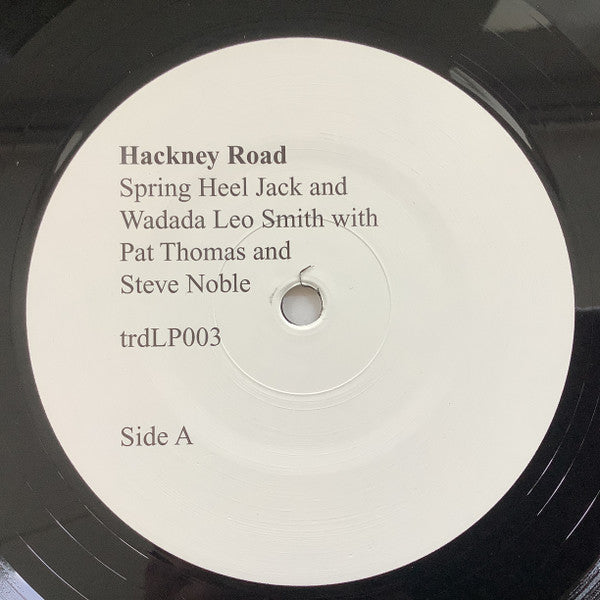 Hackney Road
Spring Heel Jack and
Wadada Leo Smith with
Pat Thomas and
Steve Noble
trdLP003
Side A